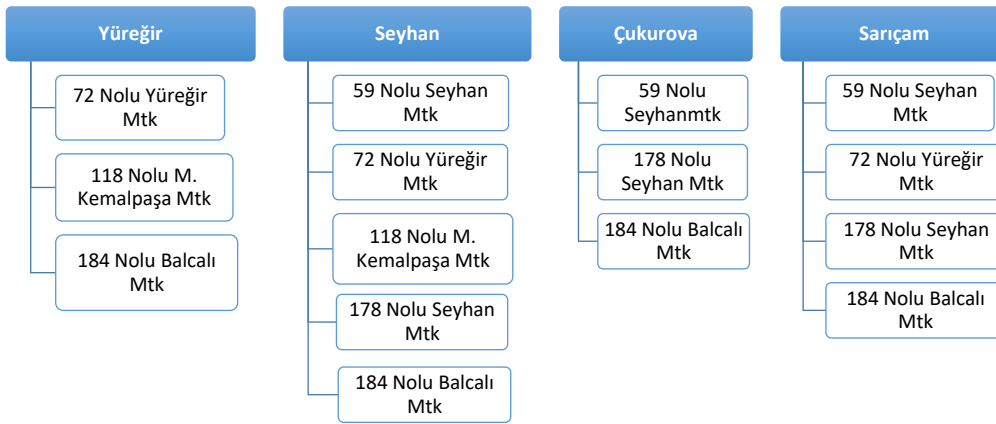 Yüreğir
72 Nolu Yüreğir
Mtk
118 Nolu M.
Kemalpaşa Mtk
184 Nolu Balcalı
Mtk
Seyhan
59 Nolu Seyhan
Mtk
72 Nolu Yüreğir
Mtk
118 Nolu M.
Kemalpaşa Mtk
178 Nolu Seyhan
Mtk
184 Nolu Balcalı
Mtk
Çukurova
59 Nolu
Seyhanmtk
178 Nolu
Seyhan Mtk
184 Nolu Balcalı
Mtk
Sarıçam
59 Nolu Seyhan
Mtk
72 Nolu Yüreğir
Mtk
178 Nolu Seyhan
Mtk
184 Nolu Balcalı
Mtk